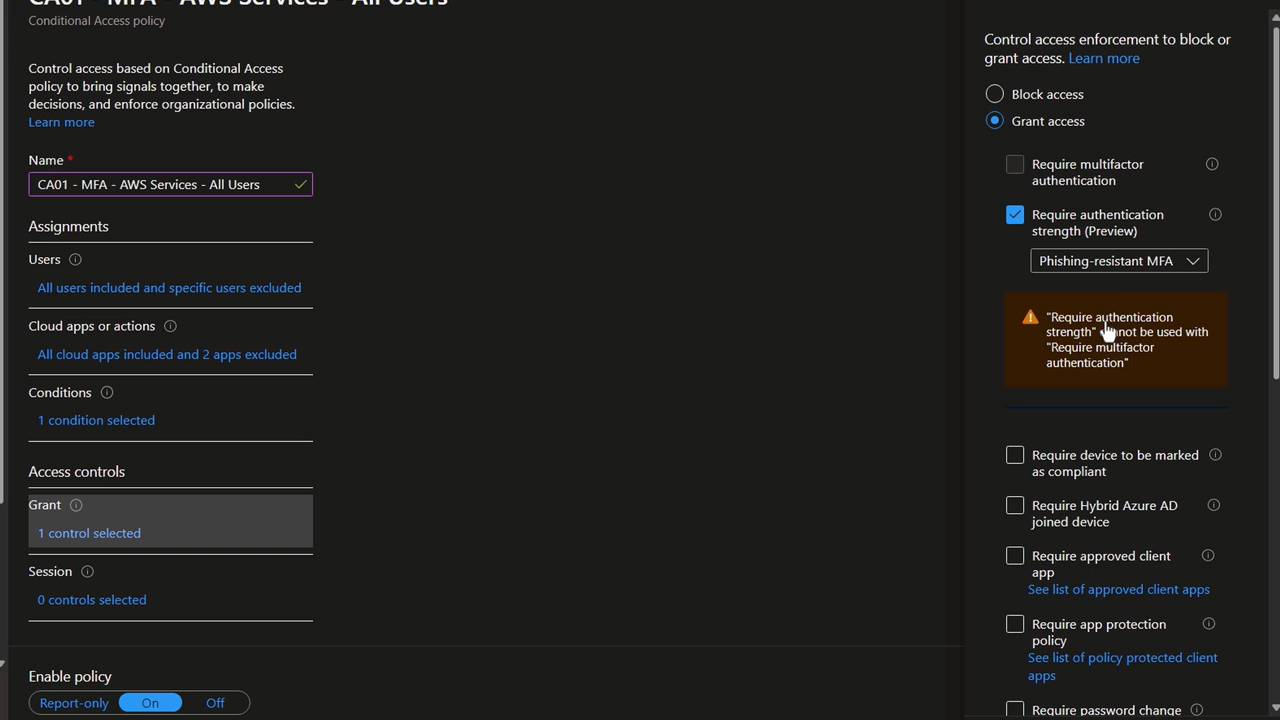 CA01 - MFA - AWS Services - All Users
Conditional Access policy
Control access based on Conditional Access
policy to bring signals together, to make
decisions, and enforce organizational policies.
Learn more
Name *
CA01 - MFA - AWS Services - All Users
Assignments
Users
All users included and specific users excluded
Cloud apps or actions
All cloud apps included and 2 apps excluded
Conditions
1 condition selected
Access controls
Grant
1 control selected
Session
0 controls selected
Enable policy
Report-only On Off
Control access enforcement to block or
grant access. Learn more
Block access
Grant access
Require multifactor
authentication
Require authentication
strength (Preview)
Phishing-resistant MFA
"Require authentication
strength" cannot be used with
"Require multifactor
authentication"
Require device to be marked
as compliant
Require Hybrid Azure AD
joined device
Require approved client
app
See list of approved client apps
Require app protection
policy
See list of policy protected client
apps
Require password change